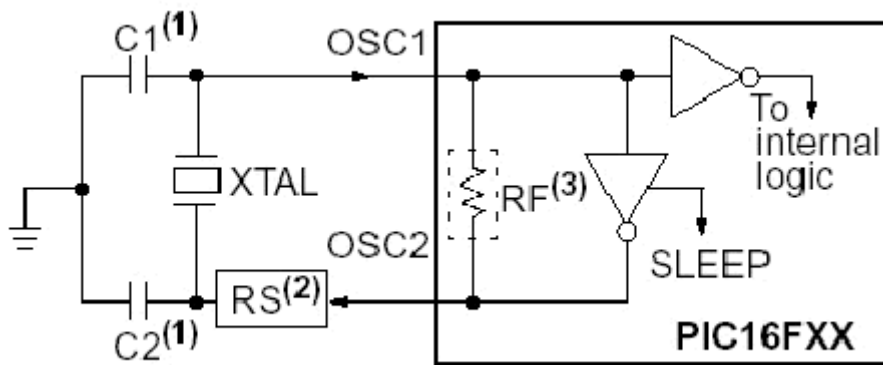 C1(1)
OSC1
To
internal
logic
XTAL
RF(3)
OSC2
SLEEP
RS(2)
C2(1)
PIC16FXX